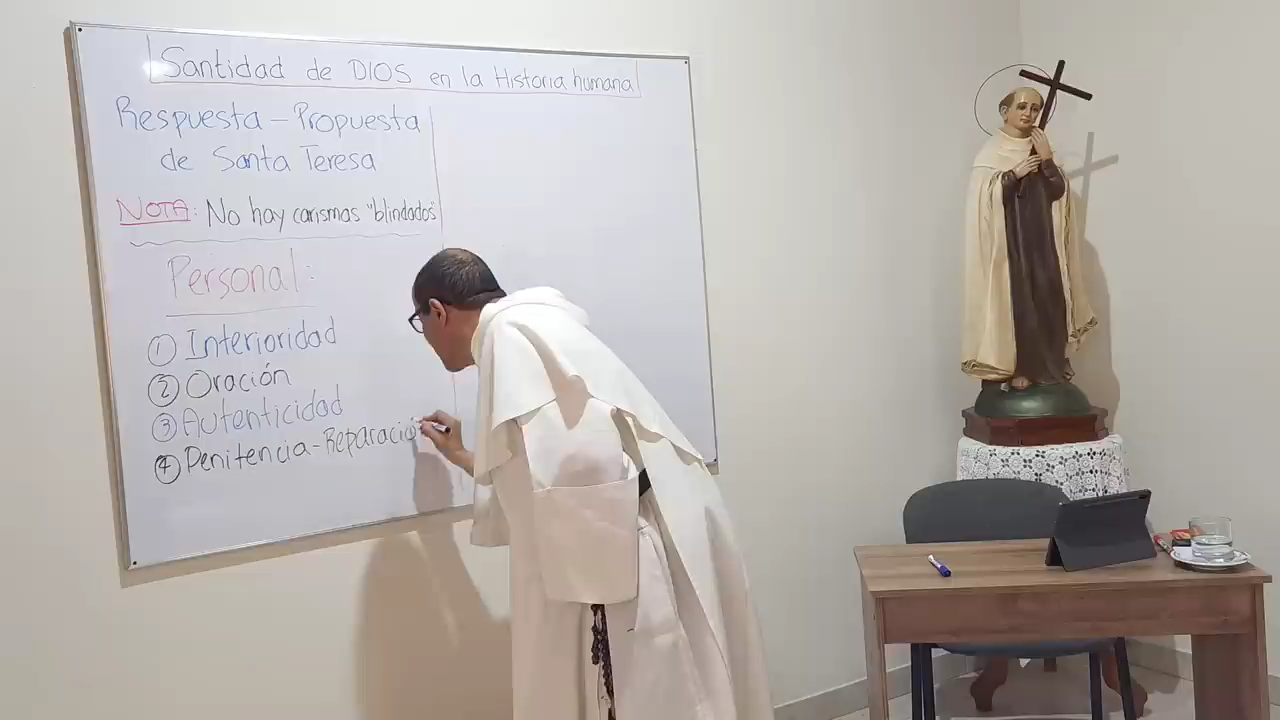 Santidad de DIOS en la Historia humana
Respuesta – Propuesta
de Santa Teresa
NOTA: No hay carismas "blindados"
Personal:
① Interioridad
② Oración
③ Autenticidad
④ Penitencia-Reparació